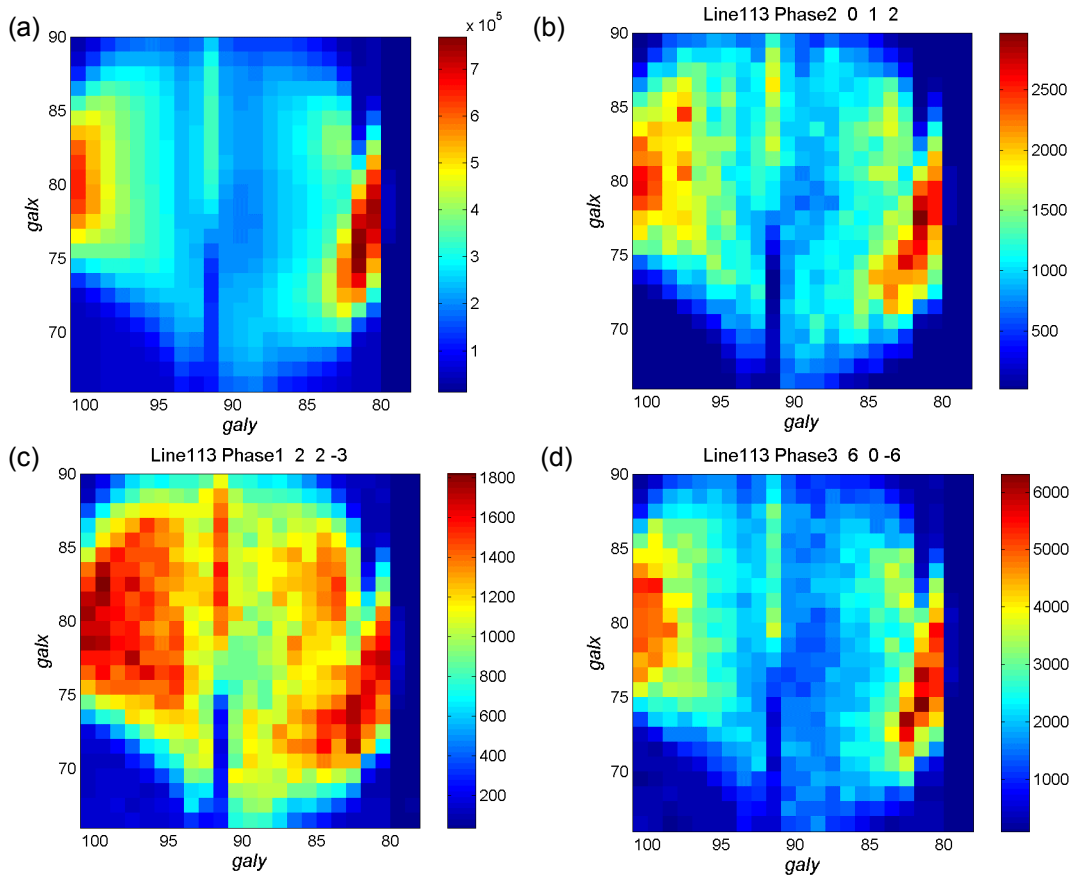 (a)
x 10⁵
galx
90
85
80
75
70
100 95 90 85 80
galy
7
6
5
4
3
2
1
(b)
Line113 Phase2 0 1 2
galx
90
85
80
75
70
100 95 90 85 80
galy
2500
2000
1500
1000
500
(c)
Line113 Phase1 2 2 -3
galx
90
85
80
75
70
100 95 90 85 80
galy
1800
1600
1400
1200
1000
800
600
400
200
(d)
Line113 Phase3 6 0 -6
galx
90
85
80
75
70
100 95 90 85 80
galy
6000
5000
4000
3000
2000
1000